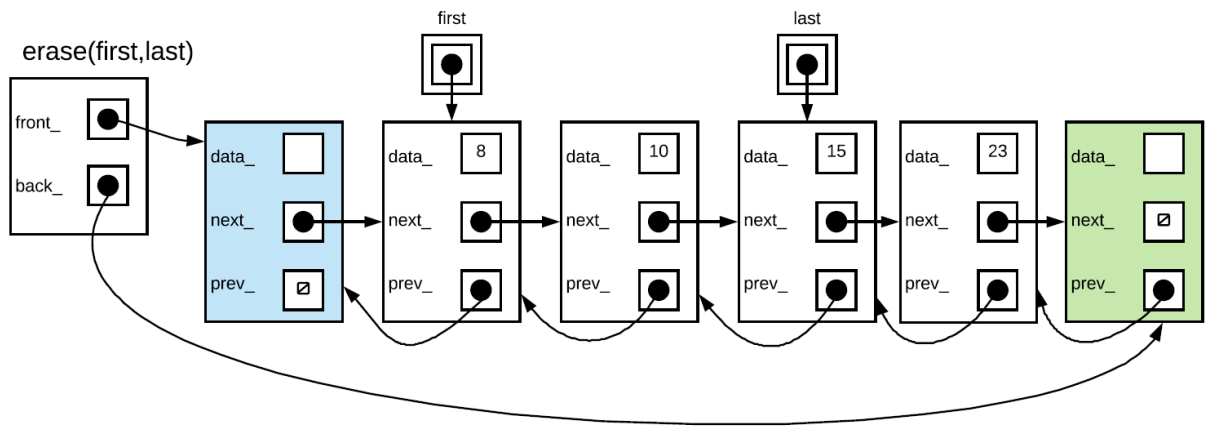 first
last
erase(first,last)
front_
back_
data_
next_
prev_
data_ 8
next_
prev_
data_ 10
next_
prev_
data_ 15
next_
prev_
data_ 23
next_
prev_
data_
next_
prev_